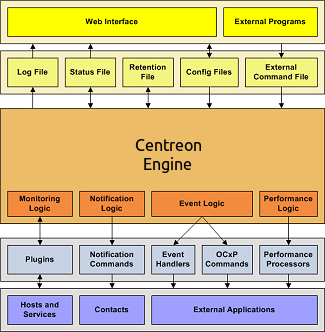 Web Interface
External Programs
Log File
Status File
Retention
File
Config Files
External
Command File
Centreon
Engine
Monitoring
Logic
Notification
Logic
Event Logic
Performance
Logic
Plugins
Notification
Commands
Event
Handlers
OCxP
Commands
Performance
Processors
Hosts and
Services
Contacts
External Applications